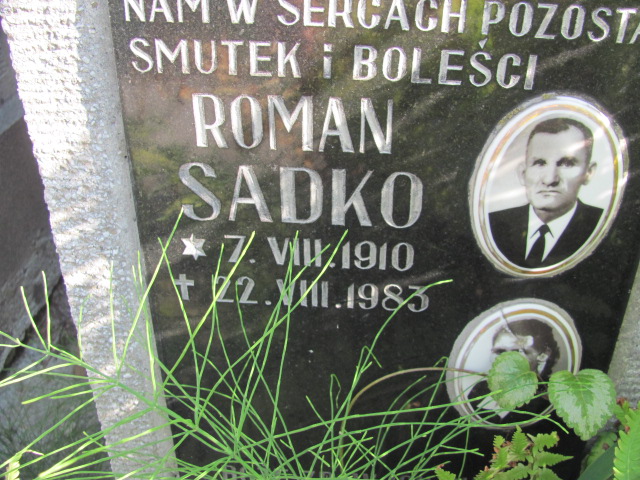 NAM W SERCACH POZOSTA
SMUTEK i BOLEŚCI
ROMAN
SADKO
* 7. VIII. 1910
† 22. VIII. 1983